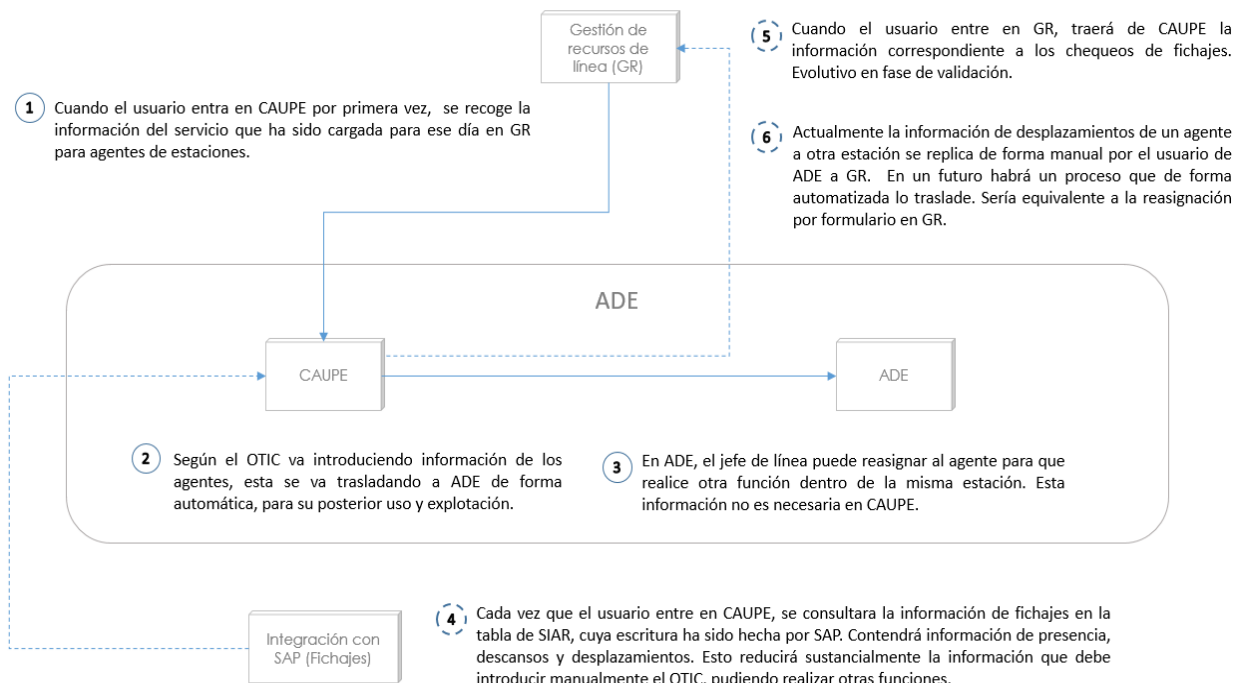 Gestión de
recursos de
línea (GR)
5 Cuando el usuario entre en GR, traerá de CAUPE la
información correspondiente a los chequeos de fichajes.
Evolutivo en fase de validación.
1 Cuando el usuario entra en CAUPE por primera vez, se recoge la
información del servicio que ha sido cargada para ese día en GR
para agentes de estaciones.
6 Actualmente la información de desplazamientos de un agente
a otra estación se replica de forma manual por el usuario de
ADE a GR. En un futuro habrá un proceso que de forma
automatizada lo traslade. Sería equivalente a la reasignación
por formulario en GR.
ADE
CAUPE
ADE
2 Según el OTIC va introduciendo información de los
agentes, esta se va trasladando a ADE de forma
automática, para su posterior uso y explotación.
3 En ADE, el jefe de línea puede reasignar al agente para que
realice otra función dentro de la misma estación. Esta
información no es necesaria en CAUPE.
Integración con
SAP (Fichajes)
4 Cada vez que el usuario entre en CAUPE, se consultara la información de fichajes en la
tabla de SIAR, cuya escritura ha sido hecha por SAP. Contendrá información de presencia,
descansos y desplazamientos. Esto reducirá sustancialmente la información que debe
introducir manualmente el OTIC, pudiendo realizar otras funciones.